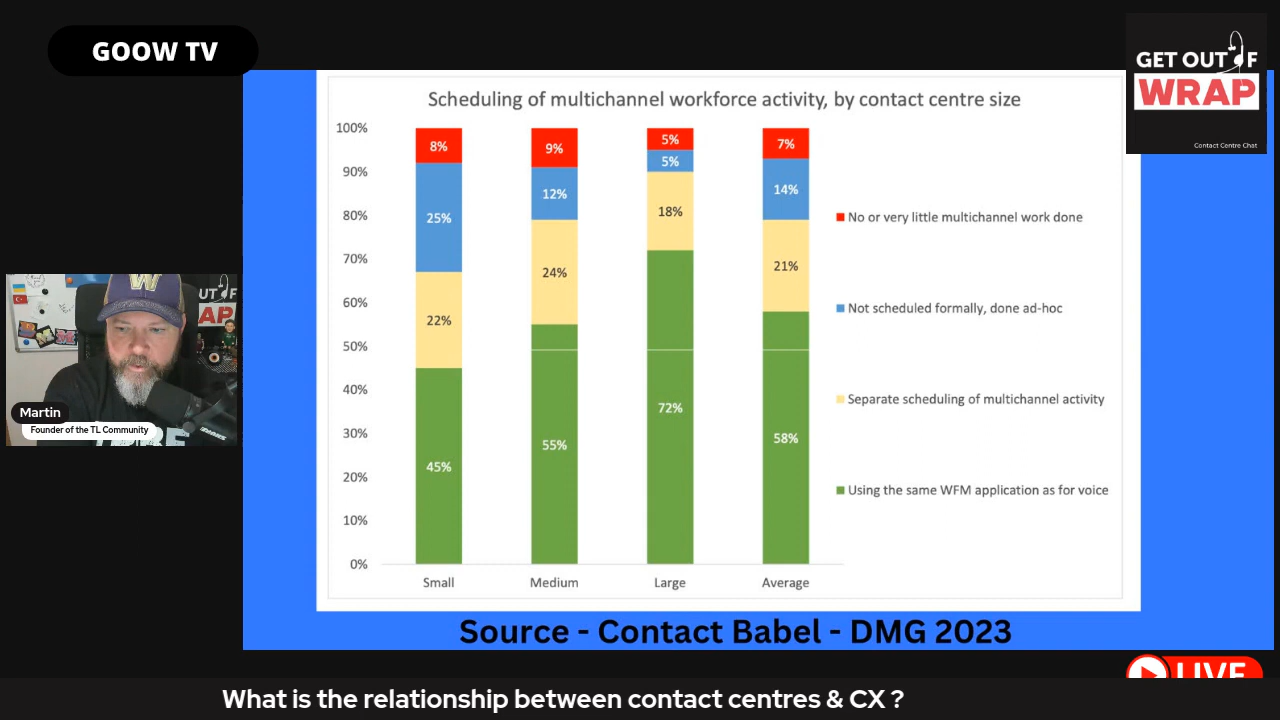 GOOW TV
GET OUT OF
WRAP
Contact Centre Chat
Scheduling of multichannel workforce activity, by contact centre size
100%
90%
80%
70%
60%
50%
40%
30%
20%
10%
0%
8%
25%
22%
45%
9%
12%
24%
55%
5%
5%
18%
72%
7%
14%
21%
58%
Small
Medium
Large
Average
No or very little multichannel work done
Not scheduled formally, done ad-hoc
Separate scheduling of multichannel activity
Using the same WFM application as for voice
Source - Contact Babel - DMG 2023
W
Martin
Founder of the TL Community
LIVE
What is the relationship between contact centres & CX ?